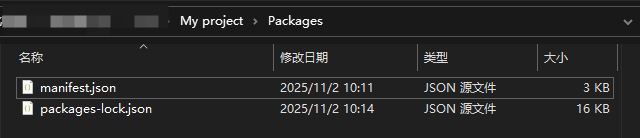 My project > Packages
名称 修改日期 类型 大小
manifest.json 2025/11/2 10:11 JSON 源文件 3 KB
packages-lock.json 2025/11/2 10:14 JSON 源文件 16 KB